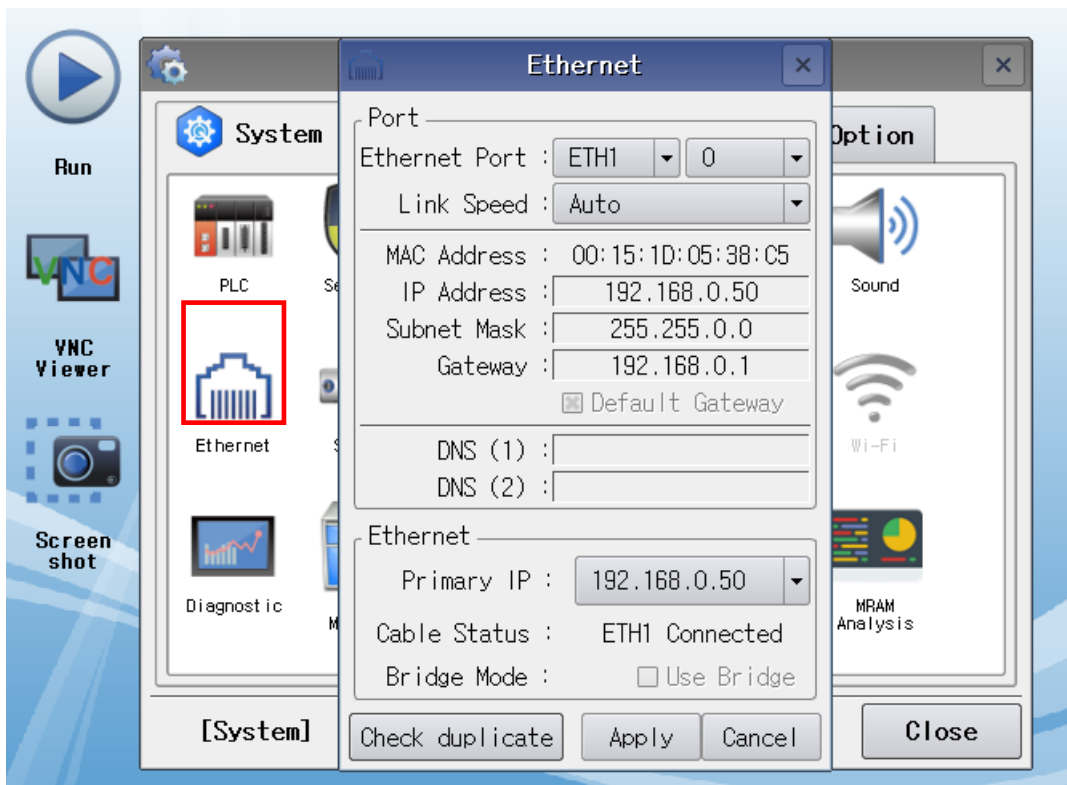 Run
VNC
VNC
Viewer
Screen
shot
System
Option
PLC
Se
Sound
Ethernet
S
Wi-Fi
Diagnostic
M
MRAM
Analysis
[System]
Close
Ethernet
Port
Ethernet Port : ETH1 0
Link Speed : Auto
MAC Address : 00:15:1D:05:38:C5
IP Address : 192.168.0.50
Subnet Mask : 255.255.0.0
Gateway : 192.168.0.1
Default Gateway
DNS (1) :
DNS (2) :
Ethernet
Primary IP : 192.168.0.50
Cable Status : ETH1 Connected
Bridge Mode : Use Bridge
Check duplicate Apply Cancel